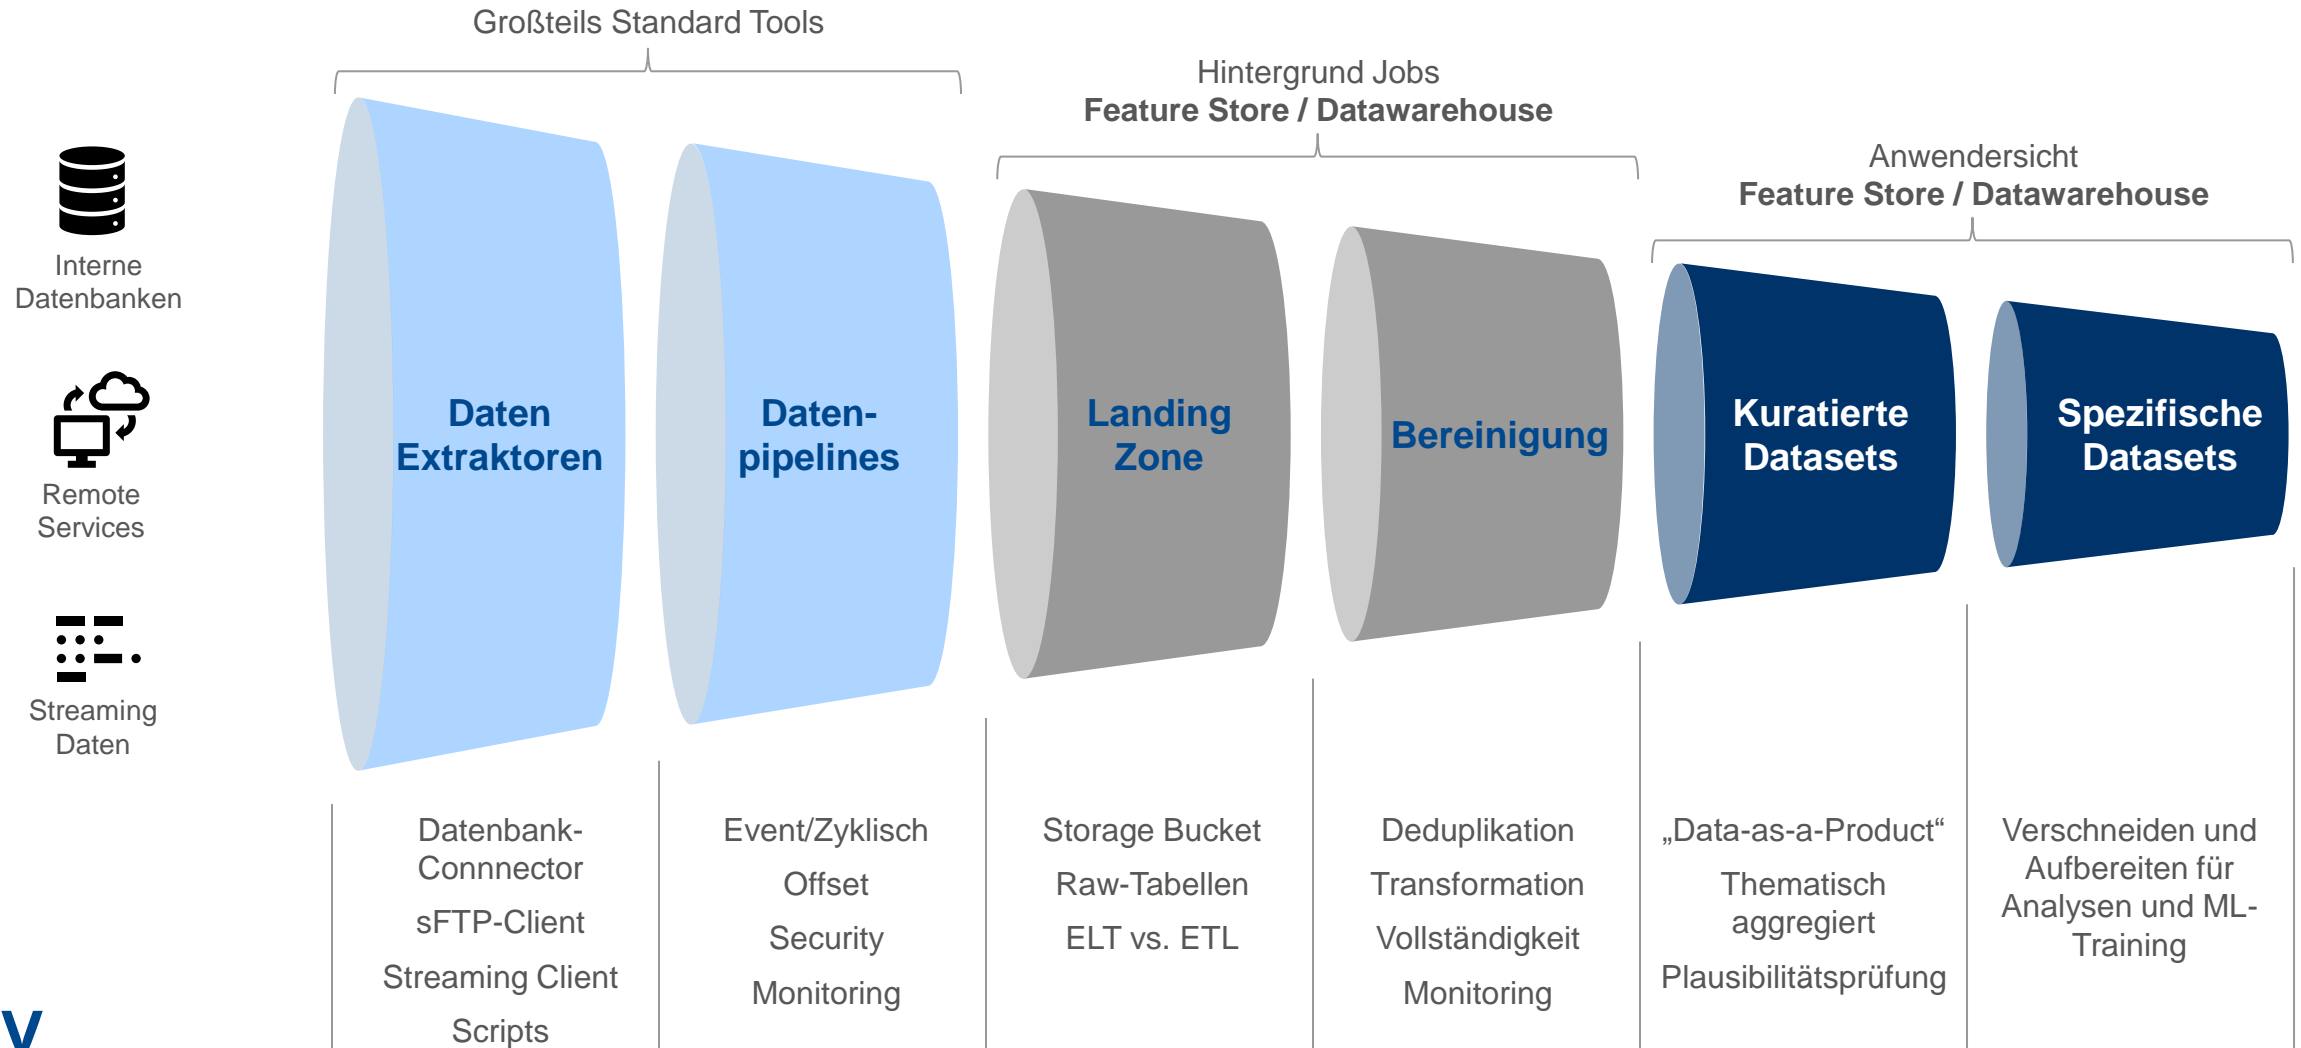 Großteils Standard Tools
Hintergrund Jobs
Feature Store / Datawarehouse
Anwendersicht
Feature Store / Datawarehouse
Interne
Datenbanken
Remote
Services
Streaming
Daten
Daten
Extraktoren
Daten-
pipelines
Landing
Zone
Bereinigung
Kuratierte
Datasets
Spezifische
Datasets
Datenbank-
Connnector
sFTP-Client
Streaming Client
Scripts
Event/Zyklisch
Offset
Security
Monitoring
Storage Bucket
Raw-Tabellen
ELT vs. ETL
Deduplikation
Transformation
Vollständigkeit
Monitoring
„Data-as-a-Product“
Thematisch
aggregiert
Plausibilitätsprüfung
Verschneiden und
Aufbereiten für
Analysen und ML-
Training
V